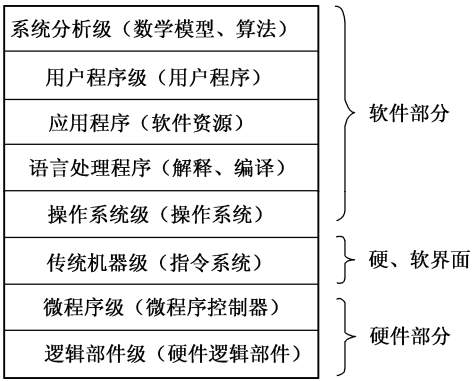 系统分析级（数学模型、算法）
用户程序级（用户程序）
应用程序（软件资源）
语言处理程序（解释、编译）
操作系统级（操作系统）
传统机器级（指令系统）
微程序级（微程序控制器）
逻辑部件级（硬件逻辑部件）
软件部分
硬、软界面
硬件部分